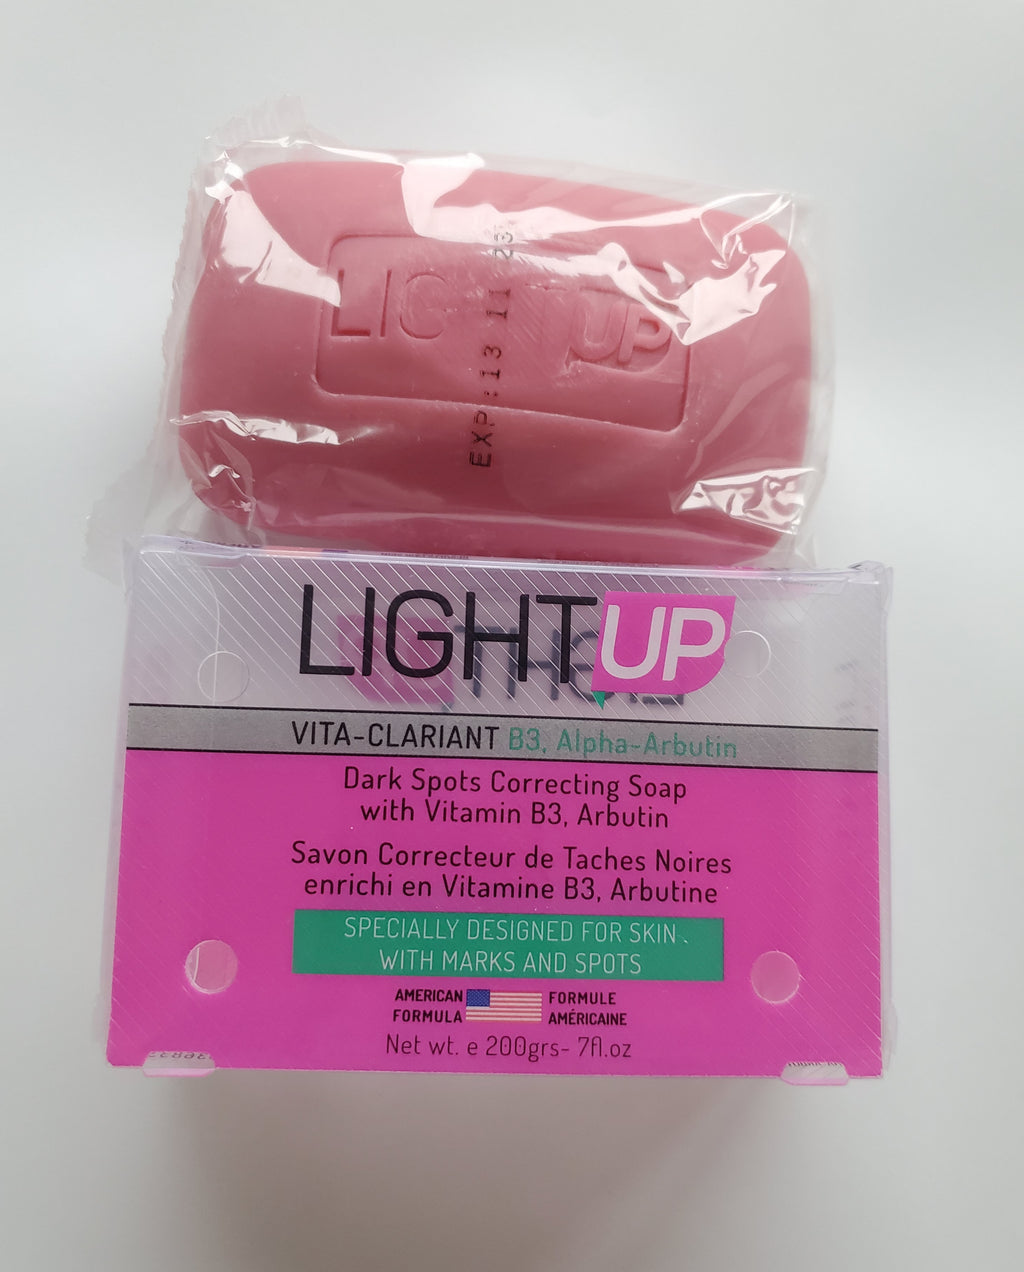 LIGHT UP
EXP:13 11 23
LIGHTUP
VITA-CLARIANT B3, Alpha-Arbutin
Dark Spots Correcting Soap
with Vitamin B3, Arbutin
Savon Correcteur de Taches Noires
enrichi en Vitamine B3, Arbutine
SPECIALLY DESIGNED FOR SKIN
WITH MARKS AND SPOTS
AMERICAN FORMULE
FORMULA AMÉRICAINE
Net wt. e 200grs- 7fl.oz